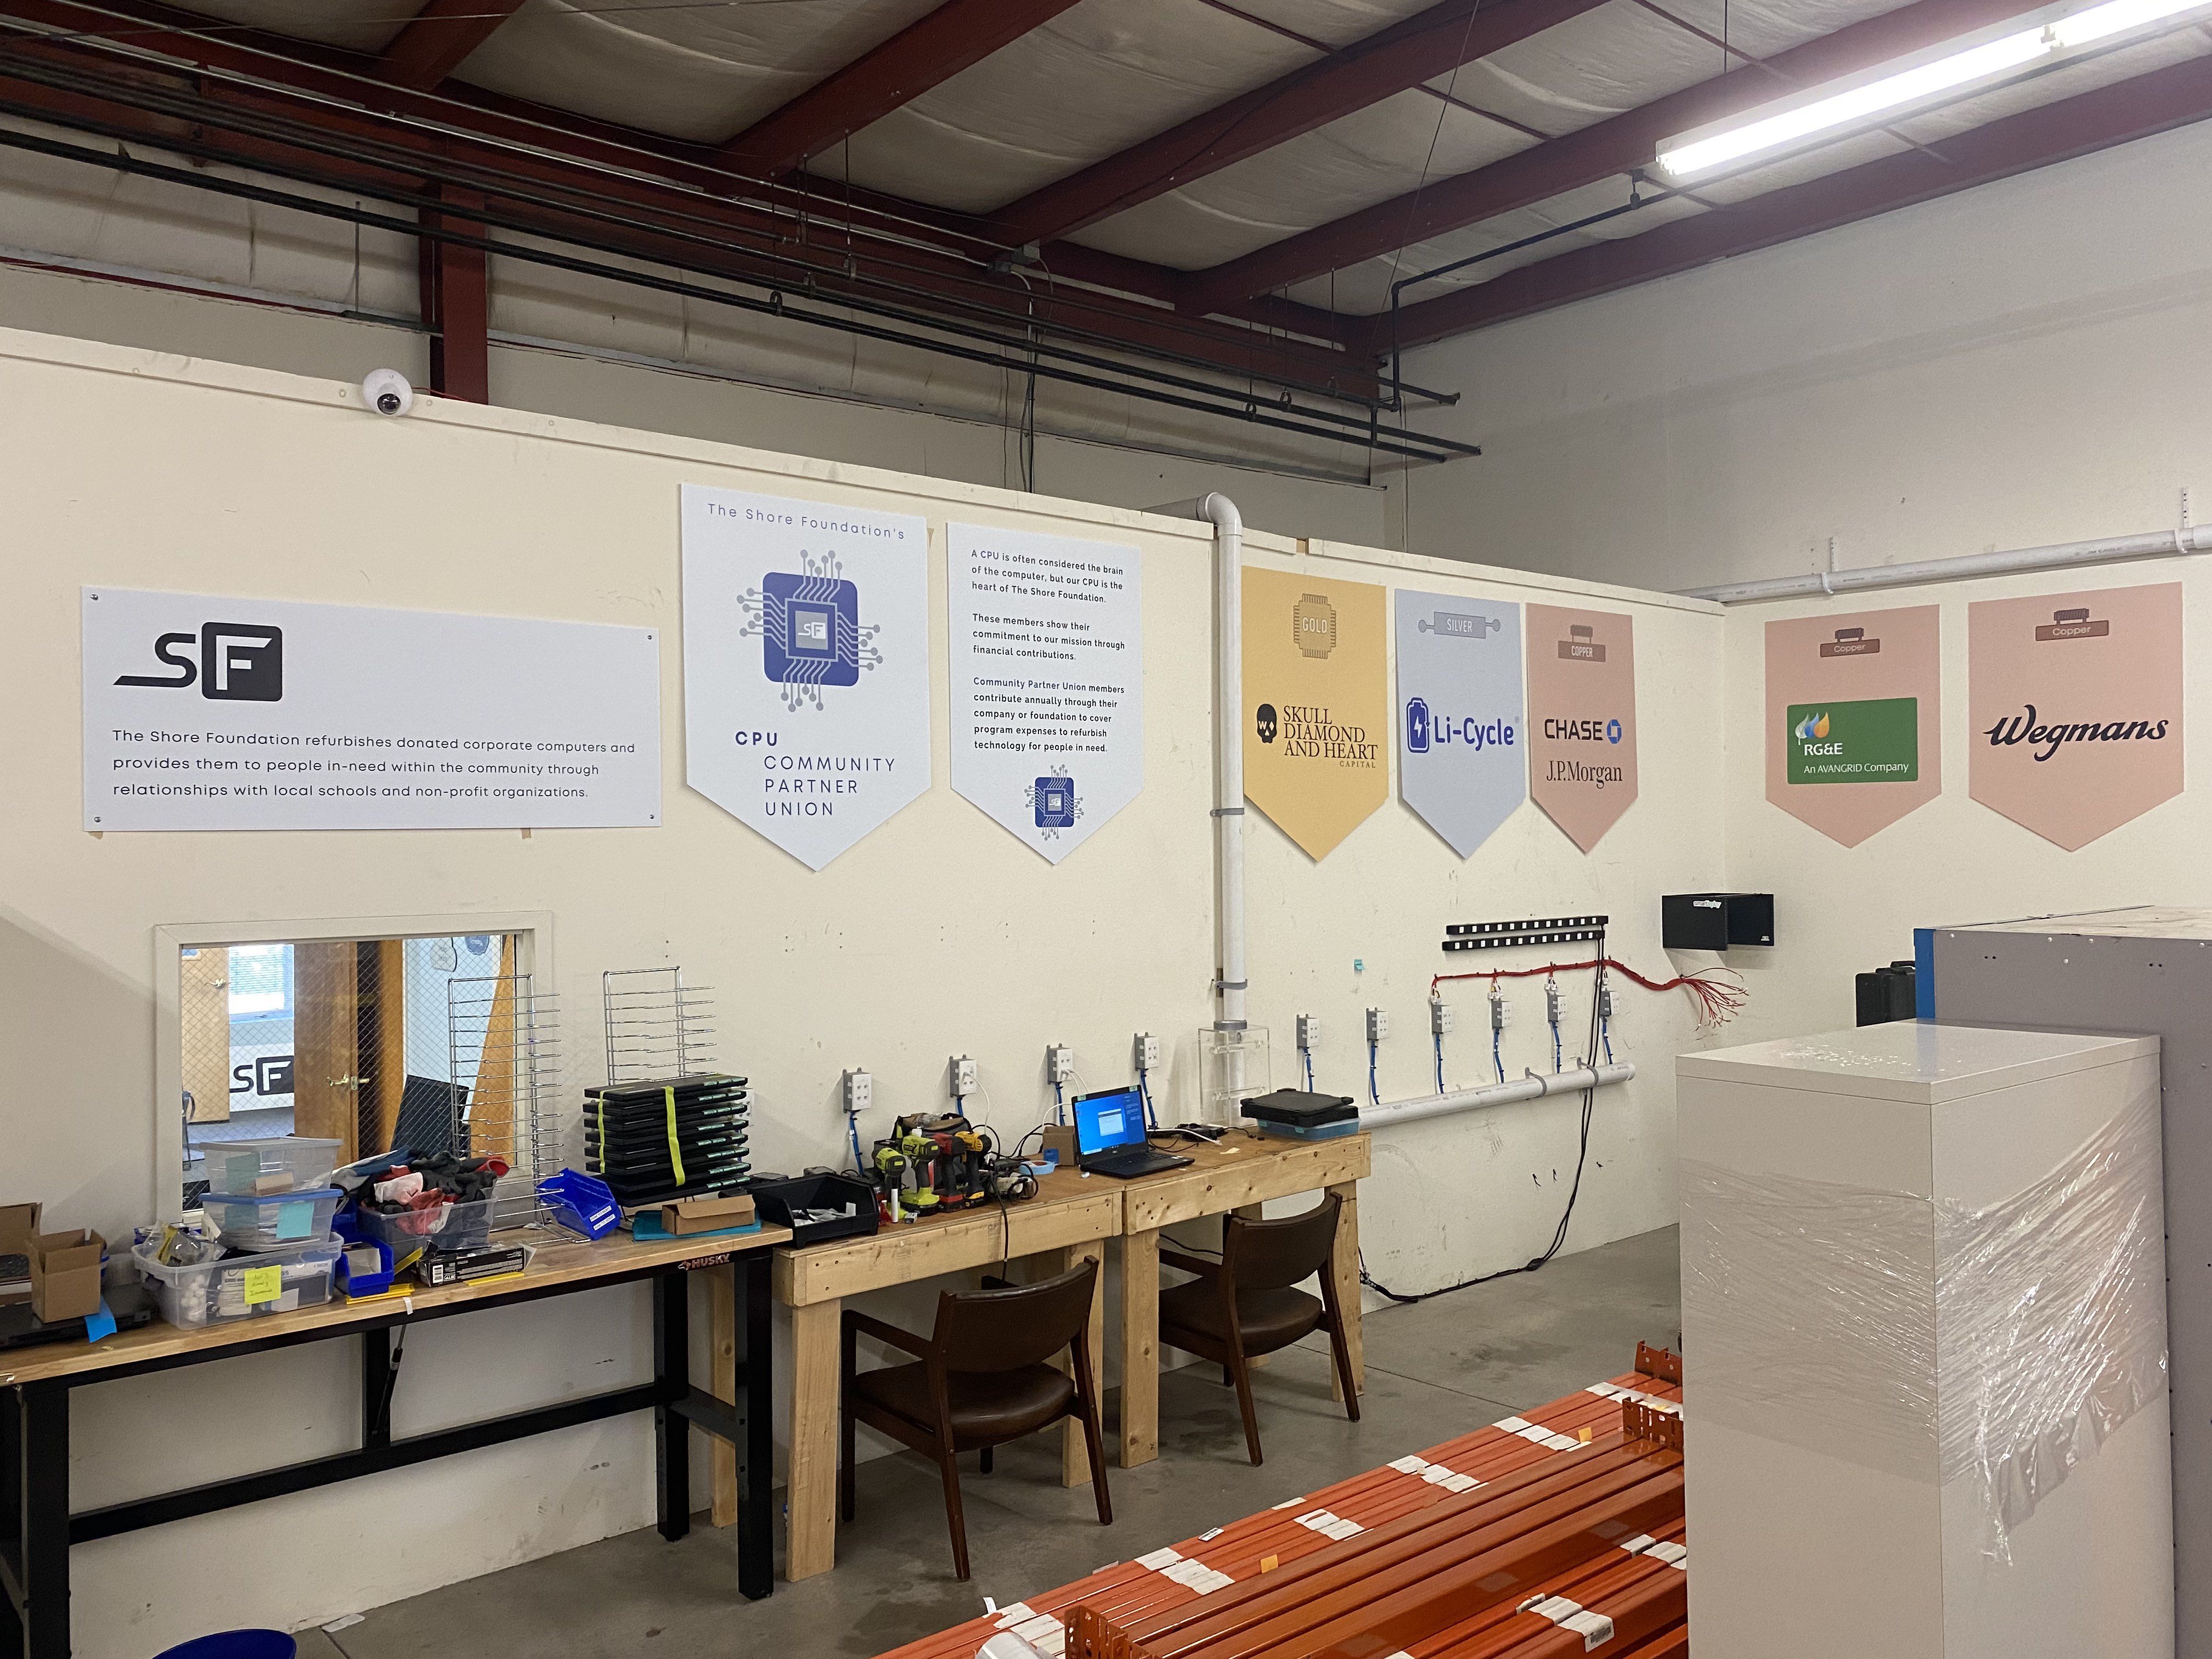 SF
The Shore Foundation refurbishes donated corporate computers and
provides them to people in-need within the community through
relationships with local schools and non-profit organizations.
The Shore Foundation's
SF
CPU
COMMUNITY
PARTNER
UNION
A CPU is often considered the brain
of the computer, but our CPU is the
heart of The Shore Foundation.
These members show their
commitment to our mission through
financial contributions.
Community Partner Union members
contribute annually through their
company or foundation to cover
program expenses to refurbish
technology for people in need.
GOLD
SKULL
DIAMOND
AND HEART
CAPITAL
SILVER
Li-Cycle
COPPER
CHASE
J.P.Morgan
Copper
RG&E
An AVANGRID Company
Copper
Wegmans
SF
HUSKY